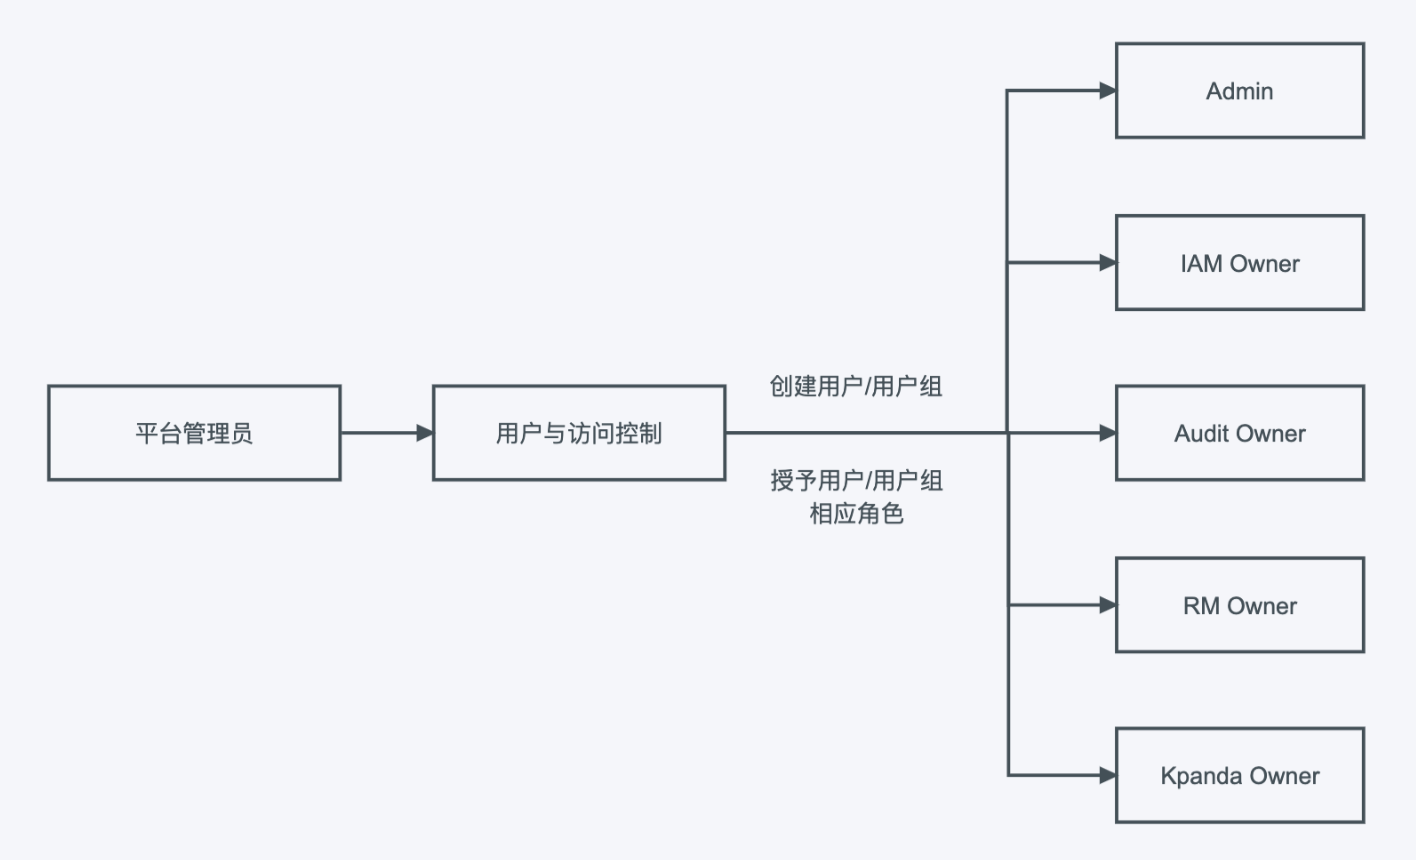 Admin
IAM Owner
平台管理员
用户与访问控制
创建用户/用户组
授予用户/用户组
相应角色
Audit Owner
RM Owner
Kpanda Owner